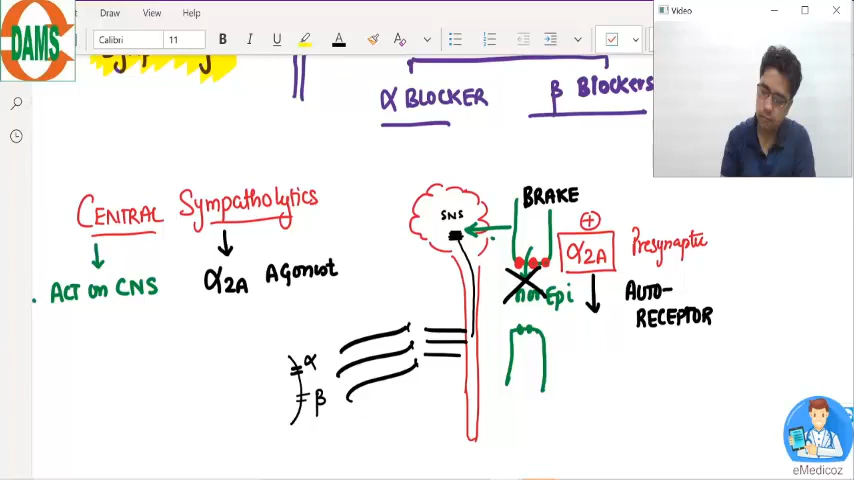 Draw
View
Video
DAMS
Calibri 11 B I U A
α BLOCKER
β Blockers
CENTRAL Sympatholytics
SNS
BRAKE
+
α2A
Presynaptic
. ACT on CNS
α2A Agonist
norEpi
AUTO-
RECEPTOR
α
β
eMedicoz